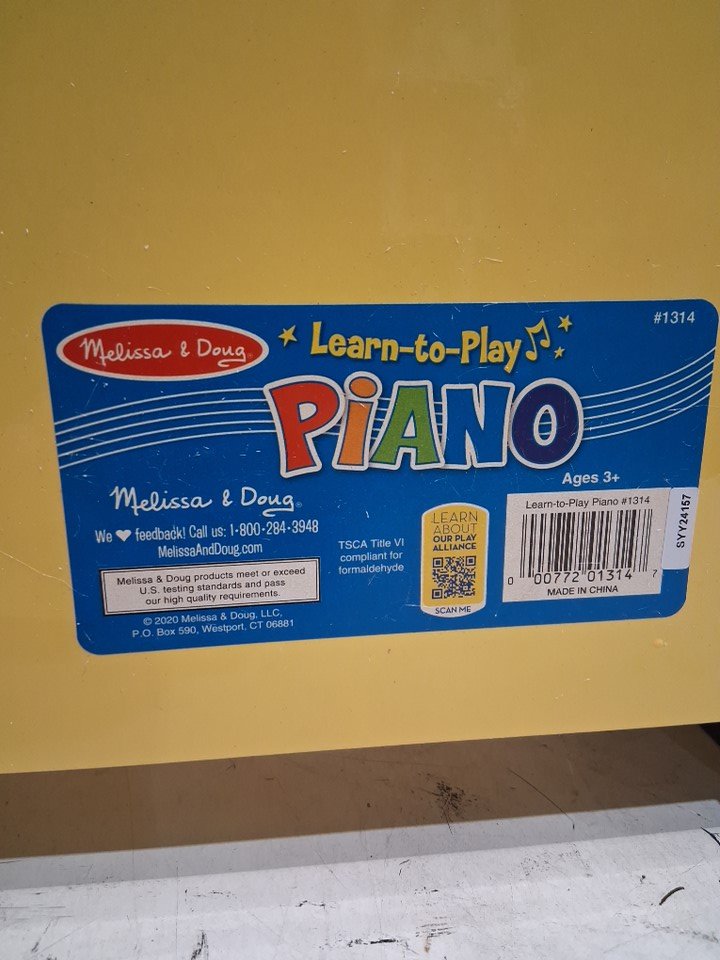 Melissa & Doug®
Learn-to-Play
PiANO
#1314
Ages 3+
Melissa & Doug®
We ♥ feedback! Call us: 1-800-284-3948
MelissaAndDoug.com
Melissa & Doug products meet or exceed
U.S. testing standards and pass
our high quality requirements.
© 2020 Melissa & Doug, LLC,
P.O. Box 590, Westport, CT 06881
TSCA Title VI
compliant for
formaldehyde
LEARN
ABOUT
OUR PLAY
ALLIANCE
SCAN ME
Learn-to-Play Piano #1314
0 00772 01314 7
MADE IN CHINA
SYY24157